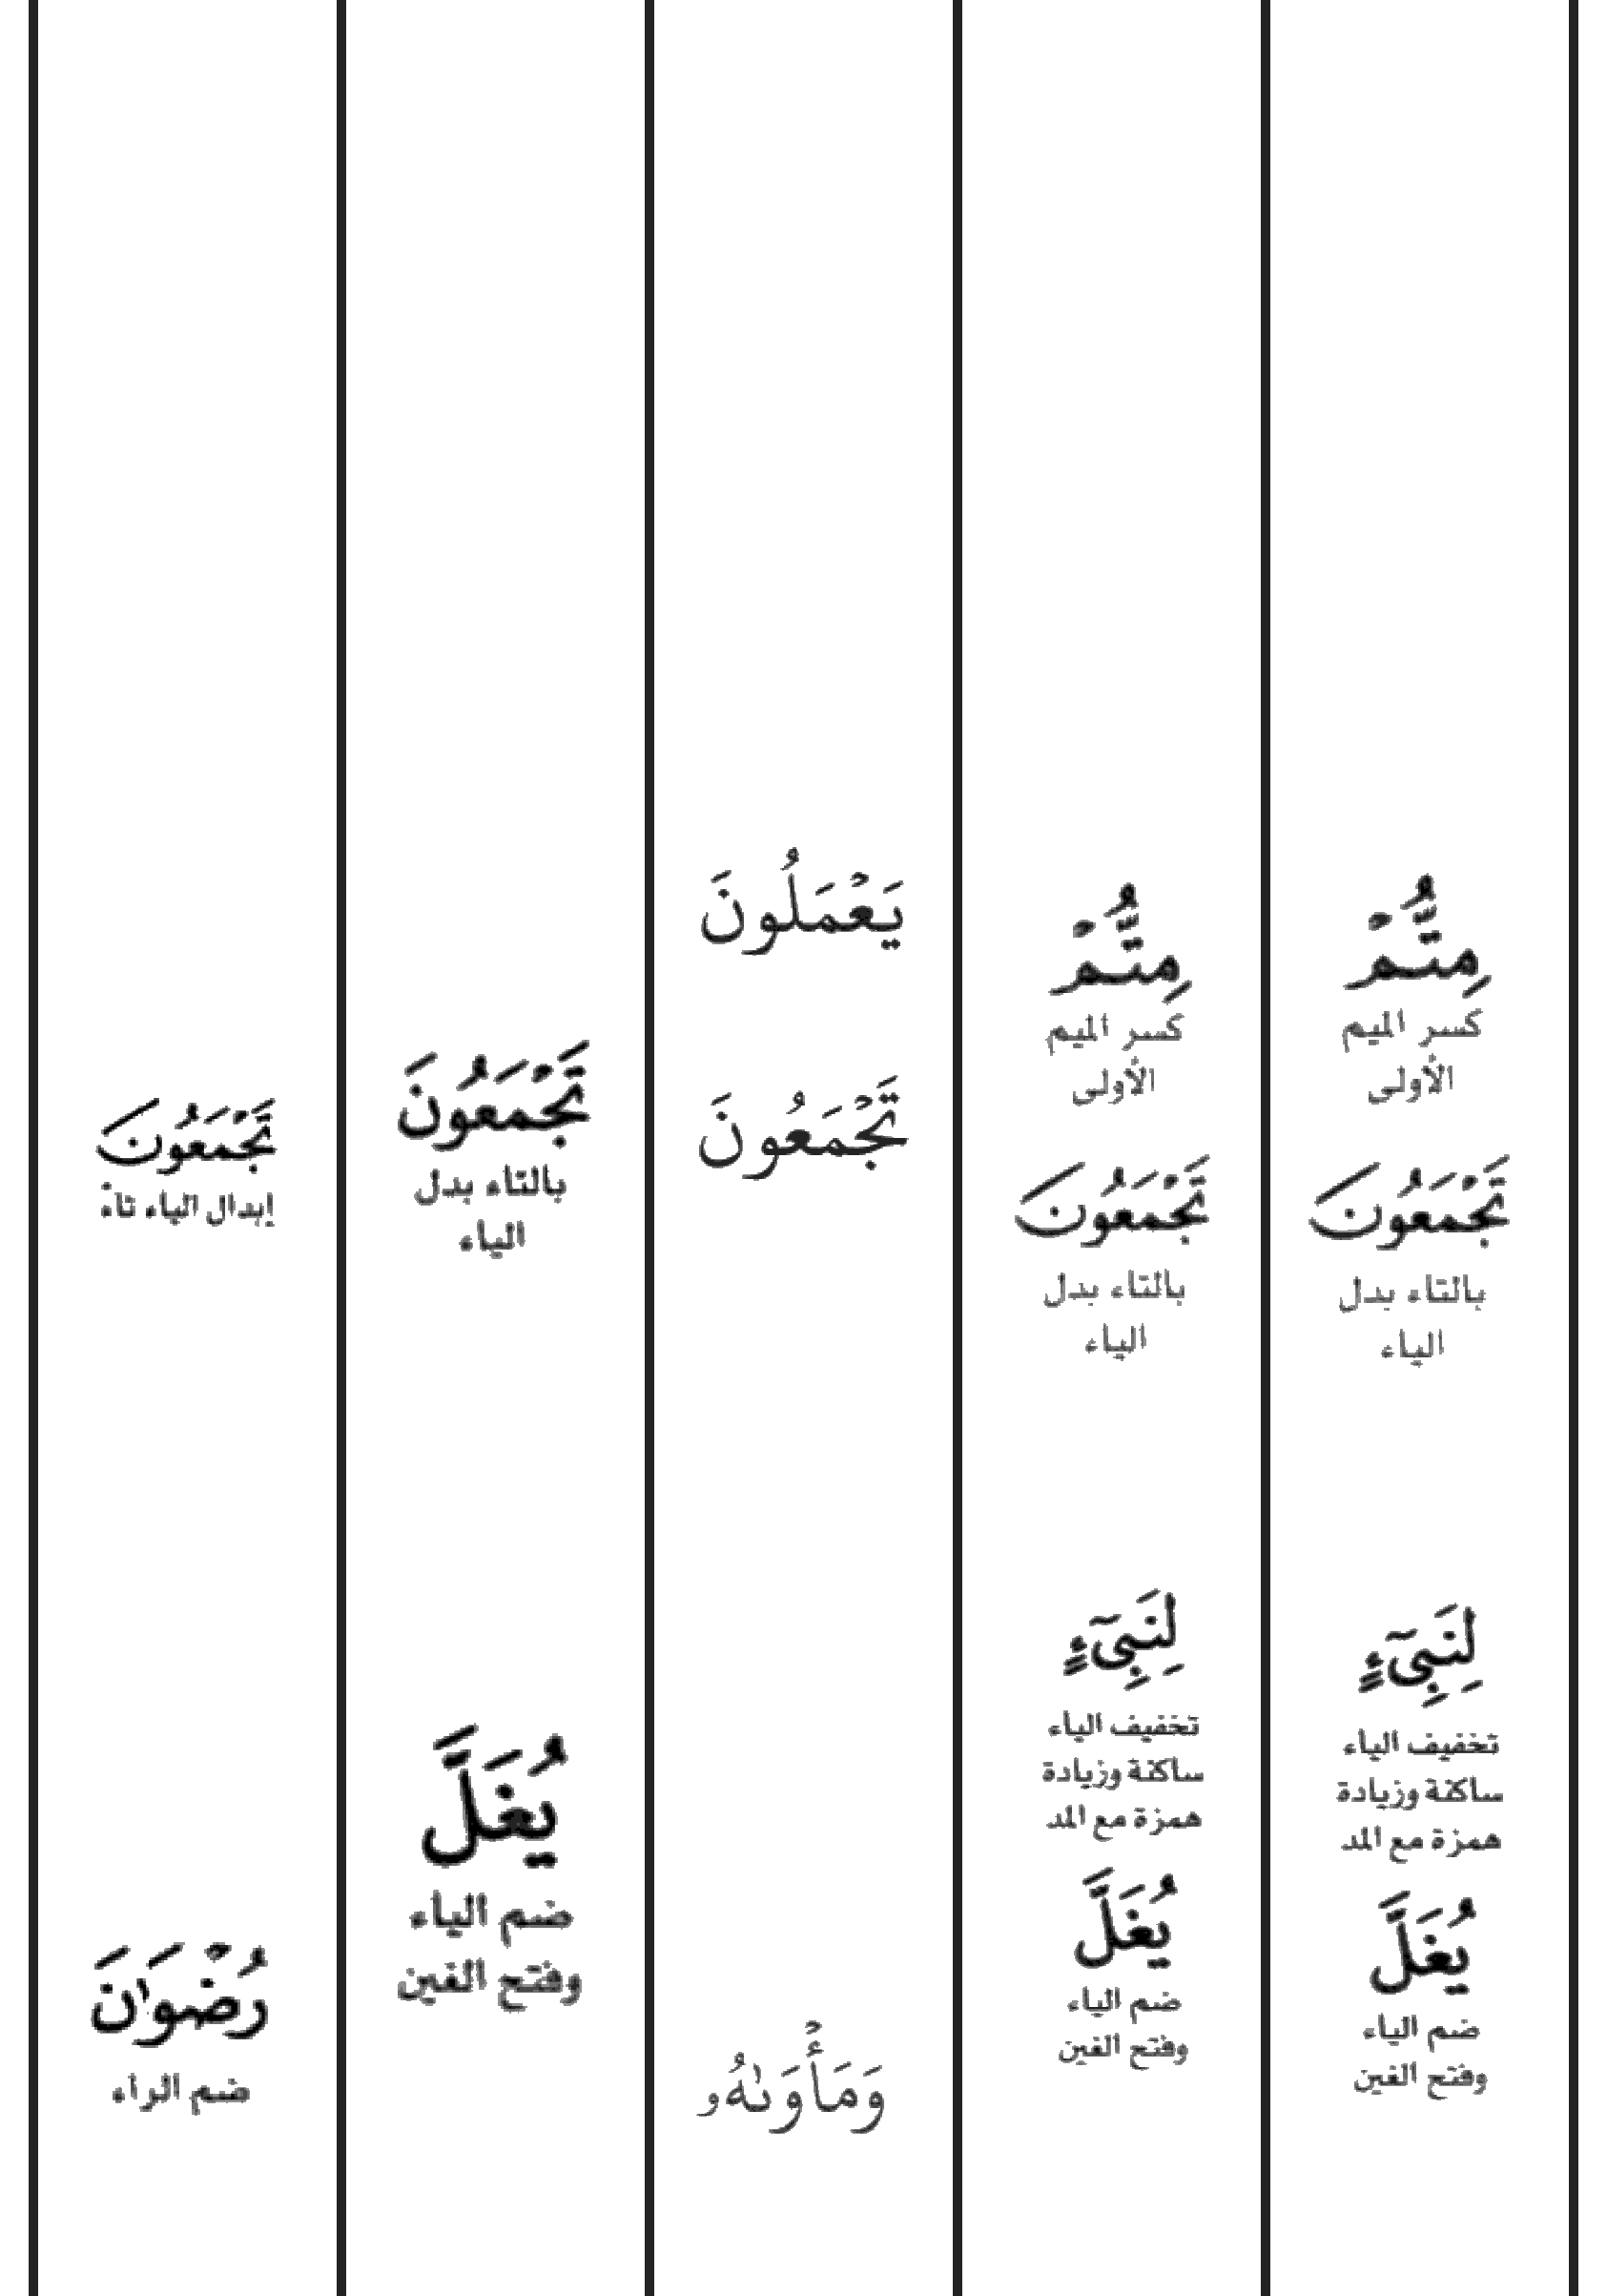 مِتُّمْ
كسر الميم
الأولى
تَجْمَعُونَ
بالتاء بدل
الياء
لِنَبِيٓءٍ
تخفيف الياء
ساكنة وزيادة
همزة مع المد
يُغَلَّ
ضم الياء
وفتح الغين
مِتُّمْ
كسر الميم
الأولى
تَجْمَعُونَ
بالتاء بدل
الياء
لِنَبِيٓءٍ
تخفيف الياء
ساكنة وزيادة
همزة مع المد
يُغَلَّ
ضم الياء
وفتح الغين
يَعْمَلُونَ
تَجْمَعُونَ
وَمَأْوَىٰهُۥ
تَجْمَعُونَ
بالتاء بدل
الياء
يُغَلَّ
ضم الياء
وفتح الغين
تَجْمَعُونَ
إبدال الياء تاءً
رُضْوَٰنَ
ضم الراء